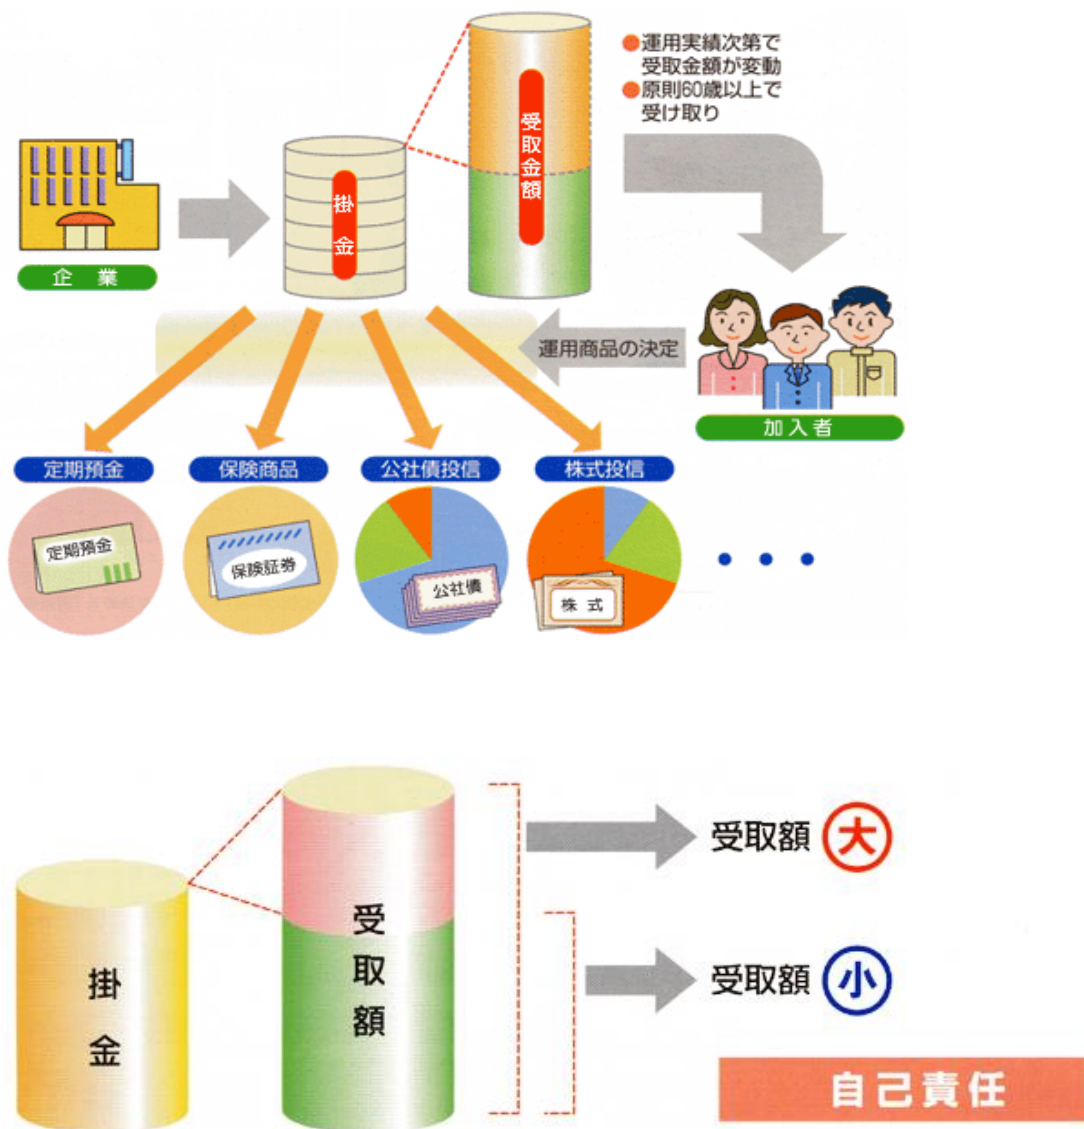 ●運用実績次第で
受取金額が変動
●原則60歳以上で
受け取り
受取金額
掛金
企業
運用商品の決定
加入者
定期預金
保険商品
公社債投信
株式投信
定期預金
保険証券
公社債
株式
・・・
掛金
受取額
受取額 大
受取額 小
自己責任